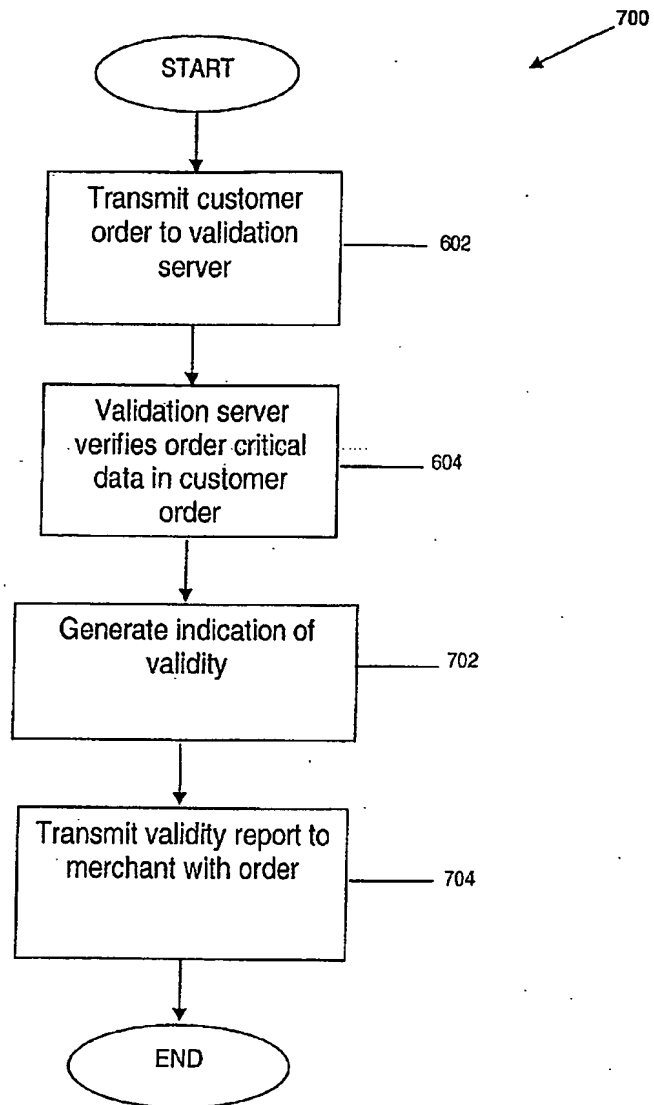 700
START
Transmit customer
order to validation
server
602
Validation server
verifies order critical
data in customer
order
604
Generate indication of
validity
702
Transmit validity report to
merchant with order
704
END